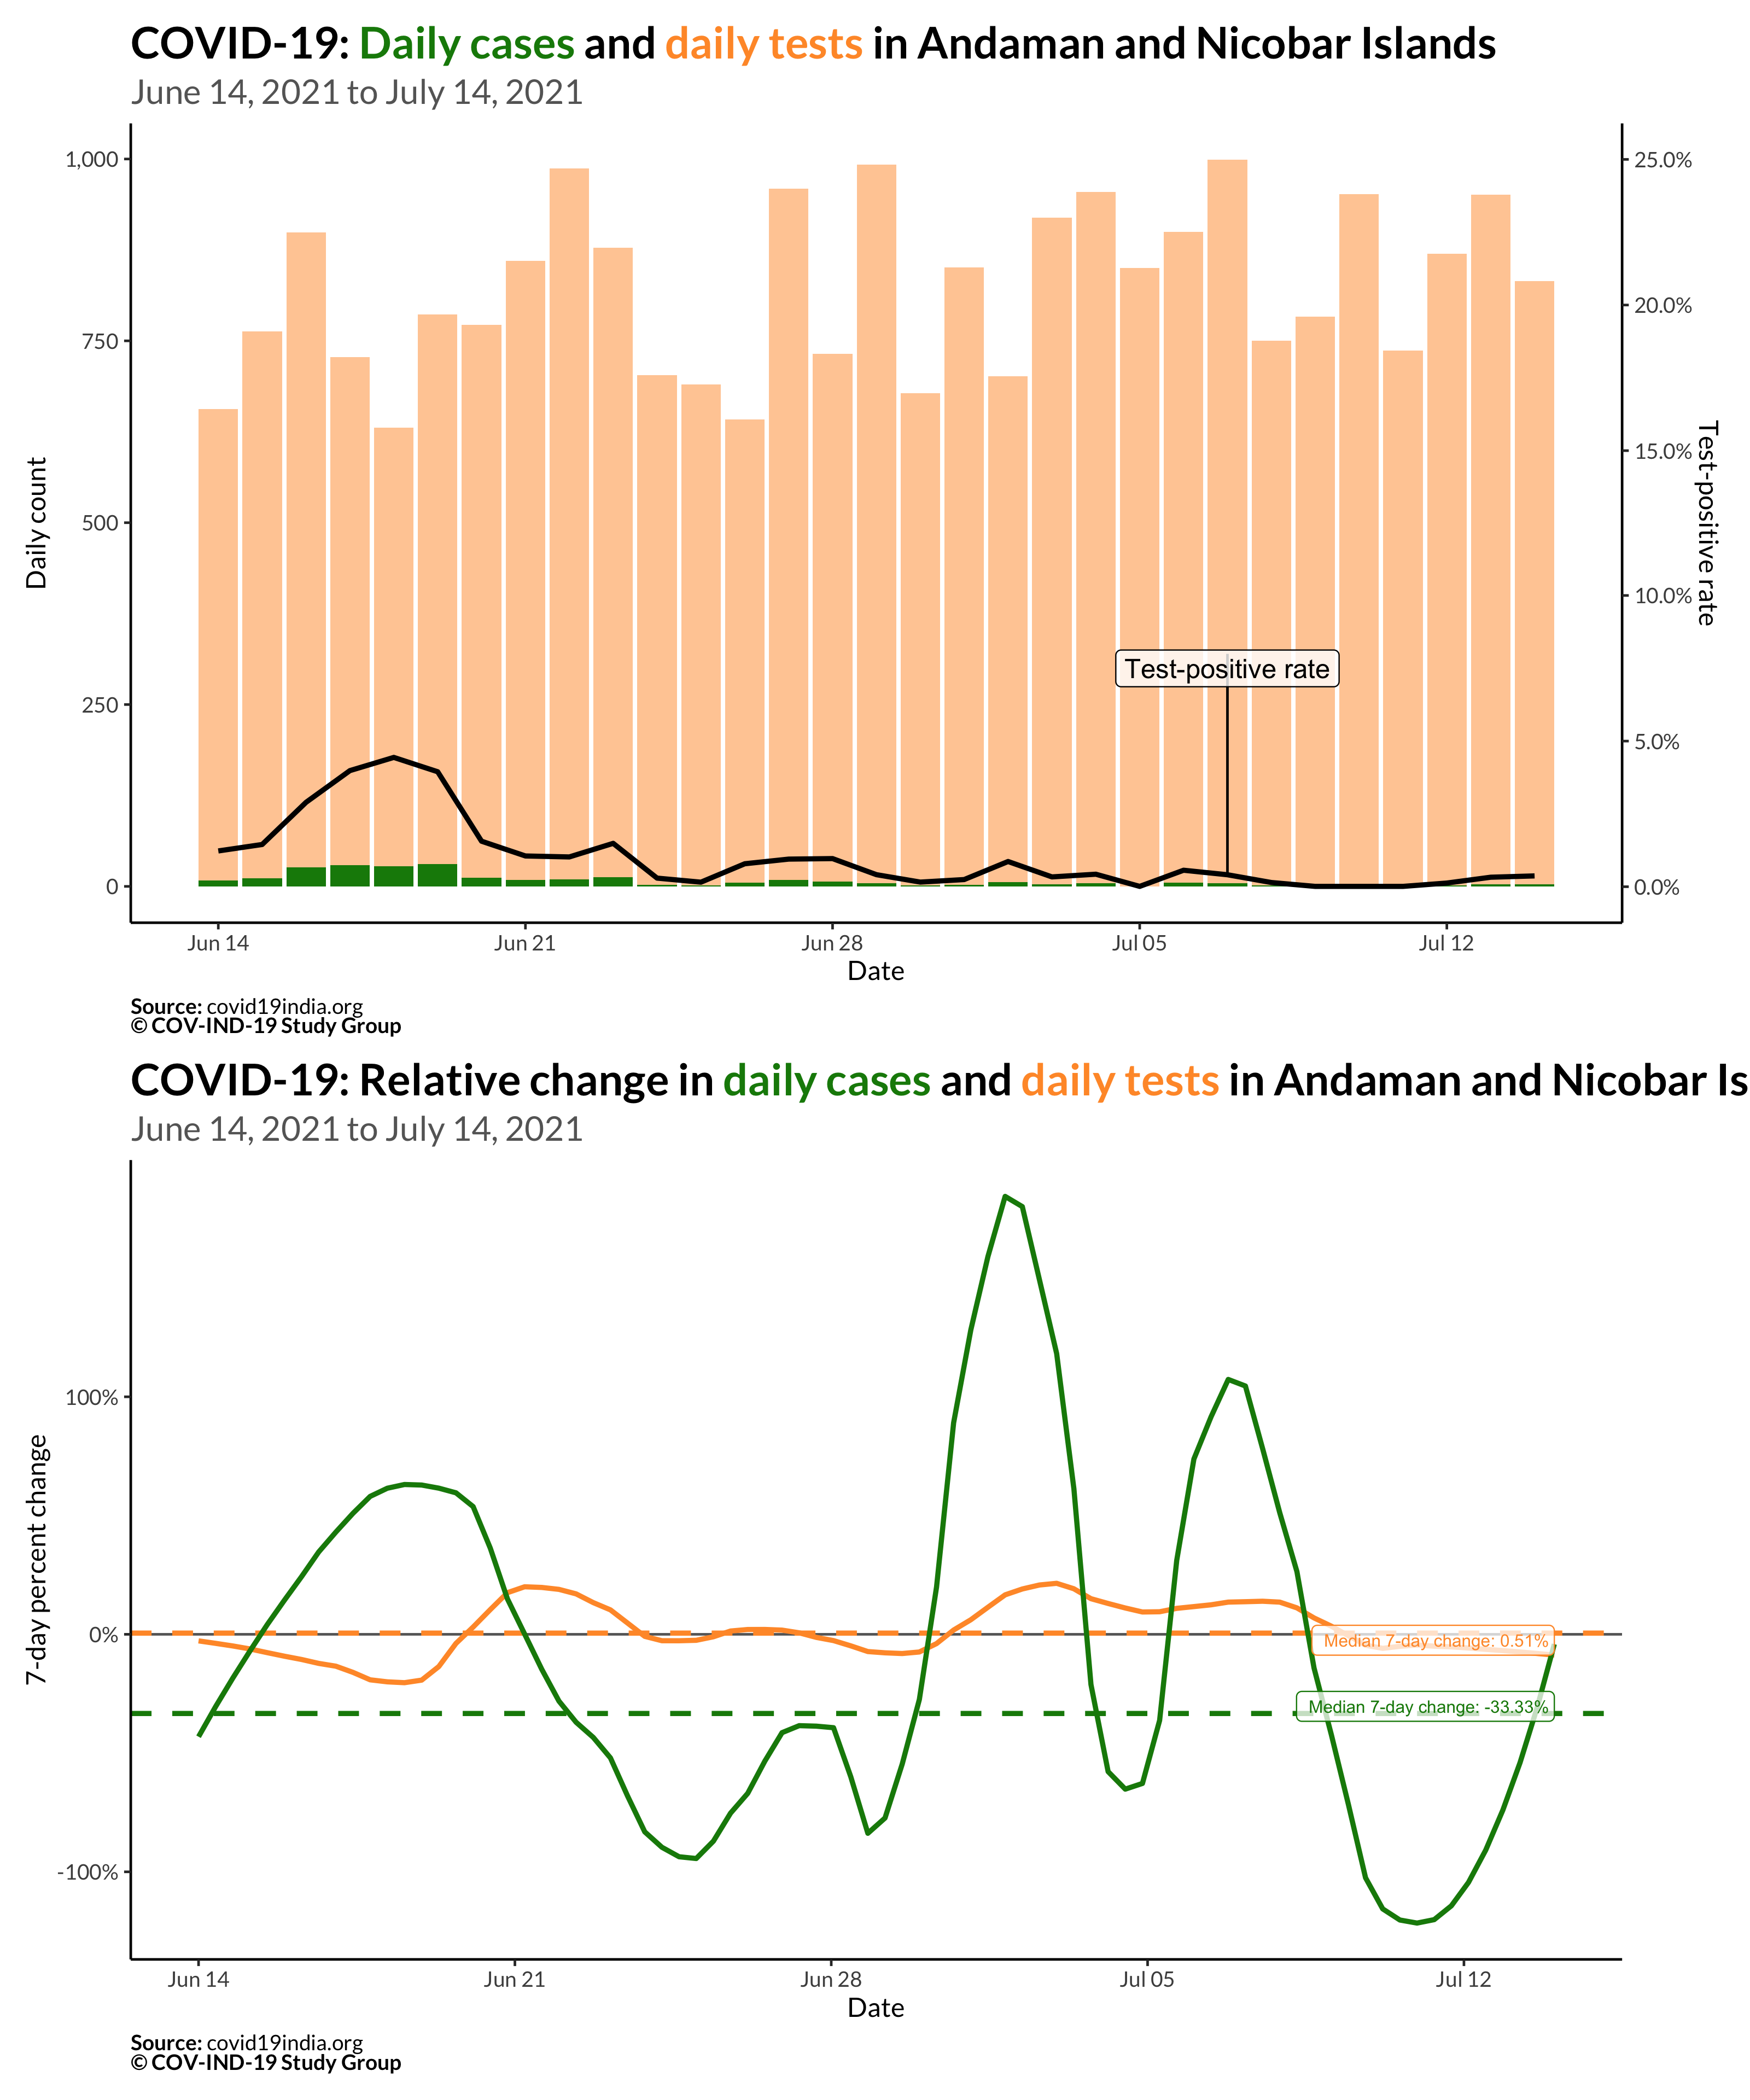 COVID-19: Daily cases and daily tests in Andaman and Nicobar Islands
June 14, 2021 to July 14, 2021
1,000
750
500
250
0
Daily count
25.0%
20.0%
15.0%
10.0%
5.0%
0.0%
Test-positive rate
Test-positive rate
Jun 14
Jun 21
Jun 28
Jul 05
Jul 12
Date
Source: covid19india.org
© COV-IND-19 Study Group
COVID-19: Relative change in daily cases and daily tests in Andaman and Nicobar Is
June 14, 2021 to July 14, 2021
100%
0%
-100%
7-day percent change
Median 7-day change: 0.51%
Median 7-day change: -33.33%
Jun 14
Jun 21
Jun 28
Jul 05
Jul 12
Date
Source: covid19india.org
© COV-IND-19 Study Group